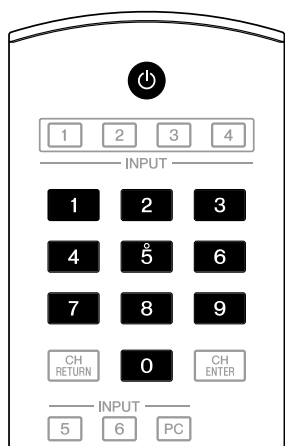 1 2 3 4
INPUT
1 2 3
4 5 6
7 8 9
CH RETURN 0 CH ENTER
INPUT
5 6 PC